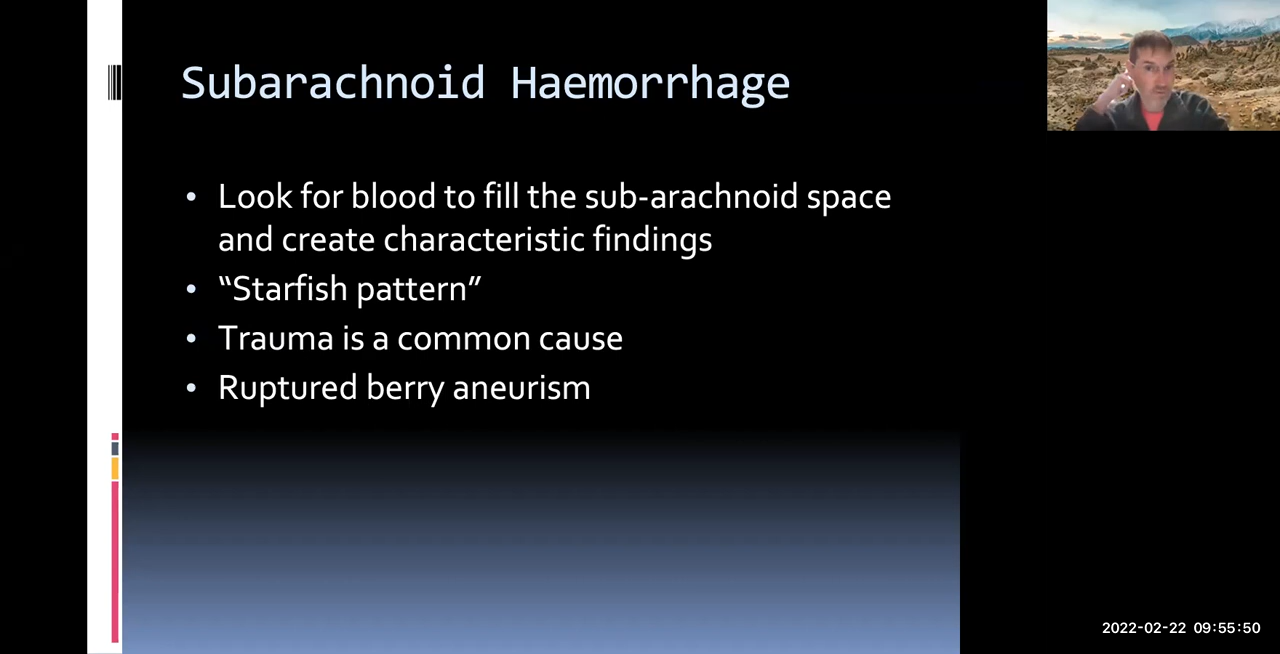 Subarachnoid Haemorrhage
• Look for blood to fill the sub-arachnoid space
and create characteristic findings
• “Starfish pattern”
• Trauma is a common cause
• Ruptured berry aneurism
2022-02-22 09:55:50